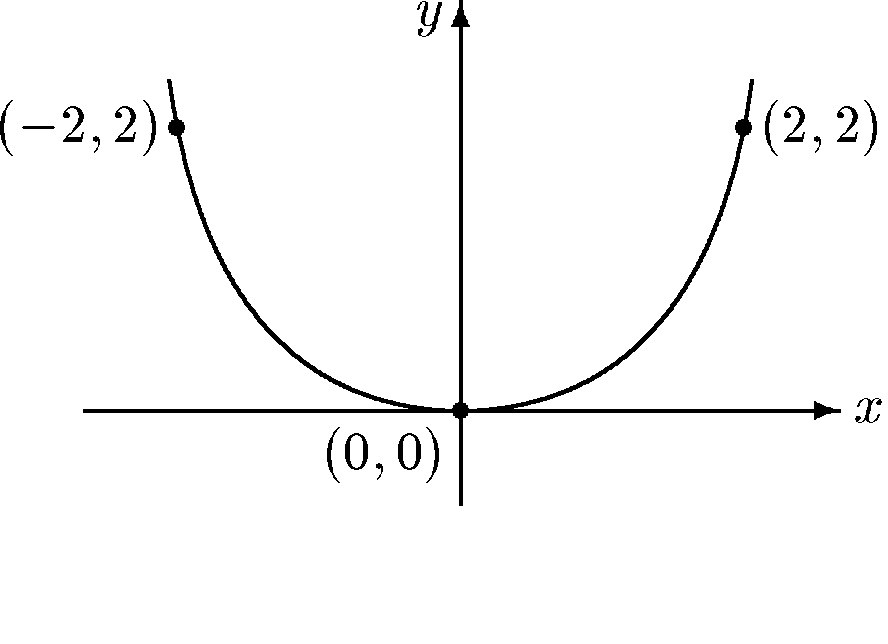 y
(−2, 2)
(2, 2)
x
(0, 0)